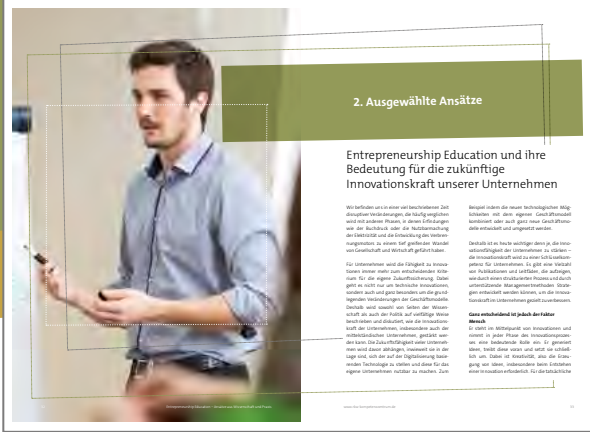 2. Ausgewählte Ansätze
Entrepreneurship Education und ihre
Bedeutung für die zukünftige
Innovationskraft unserer Unternehmen
Wir befinden uns in einer viel beschriebenen Zeit
disruptiver Veränderungen, die häufig verglichen
wird mit anderen Phasen, in denen Erfindungen
wie der Buchdruck oder die Nutzbarmachung
der Elektrizität und die Entwicklung des Verbren-
nungsmotors zu einem tief greifenden Wandel
von Gesellschaft und Wirtschaft geführt haben.
Für Unternehmen wird die Fähigkeit zu Innova-
tionen immer mehr zum entscheidenden Krite-
rium für die eigene Zukunftssicherung. Dabei
geht es nicht nur um technische Innovationen,
sondern auch und ganz besonders um die grund-
legenden Veränderungen der Geschäftsmodelle.
Deshalb wird sowohl von Seiten der Wissen-
schaft als auch der Politik auf vielfältige Weise
beschrieben und diskutiert, wie die Innovations-
kraft der Unternehmen, insbesondere auch der
mittelständischen Unternehmen, gestärkt wer-
den kann. Die Zukunftsfähigkeit vieler Unterneh-
men wird davon abhängen, inwieweit sie in der
Lage sind, sich der auf der Digitalisierung basie-
renden Technologie zu stellen und diese für das
eigene Unternehmen nutzbar zu machen. Zum
Beispiel indem die neuen technologischen Mög-
lichkeiten mit dem eigenen Geschäftsmodell
kombiniert oder auch ganz neue Geschäftsmo-
delle entwickelt und umgesetzt werden.
Deshalb ist es heute wichtiger denn je, die Inno-
vationsfähigkeit der Unternehmen zu stärken –
die Innovationskraft wird zu einer Schlüsselkom-
petenz für Unternehmen. Es gibt eine Vielzahl
von Publikationen und Leitfäden, die aufzeigen,
wie durch einen strukturierten Prozess und durch
unterstützende Managementmethoden Strate-
gien entwickelt werden können, um die Innova-
tionskraft im Unternehmen gezielt zu verbessern.
Ganz entscheidend ist jedoch der Faktor
Mensch
Er steht im Mittelpunkt von Innovationen und
nimmt in jeder Phase des Innovationsprozes-
ses eine bedeutende Rolle ein: Er generiert
Ideen, treibt diese voran und setzt sie schließ-
lich um. Dabei ist Kreativität, also die Erzeu-
gung von Ideen, insbesondere beim Entstehen
einer Innovation erforderlich. Für die tatsächliche